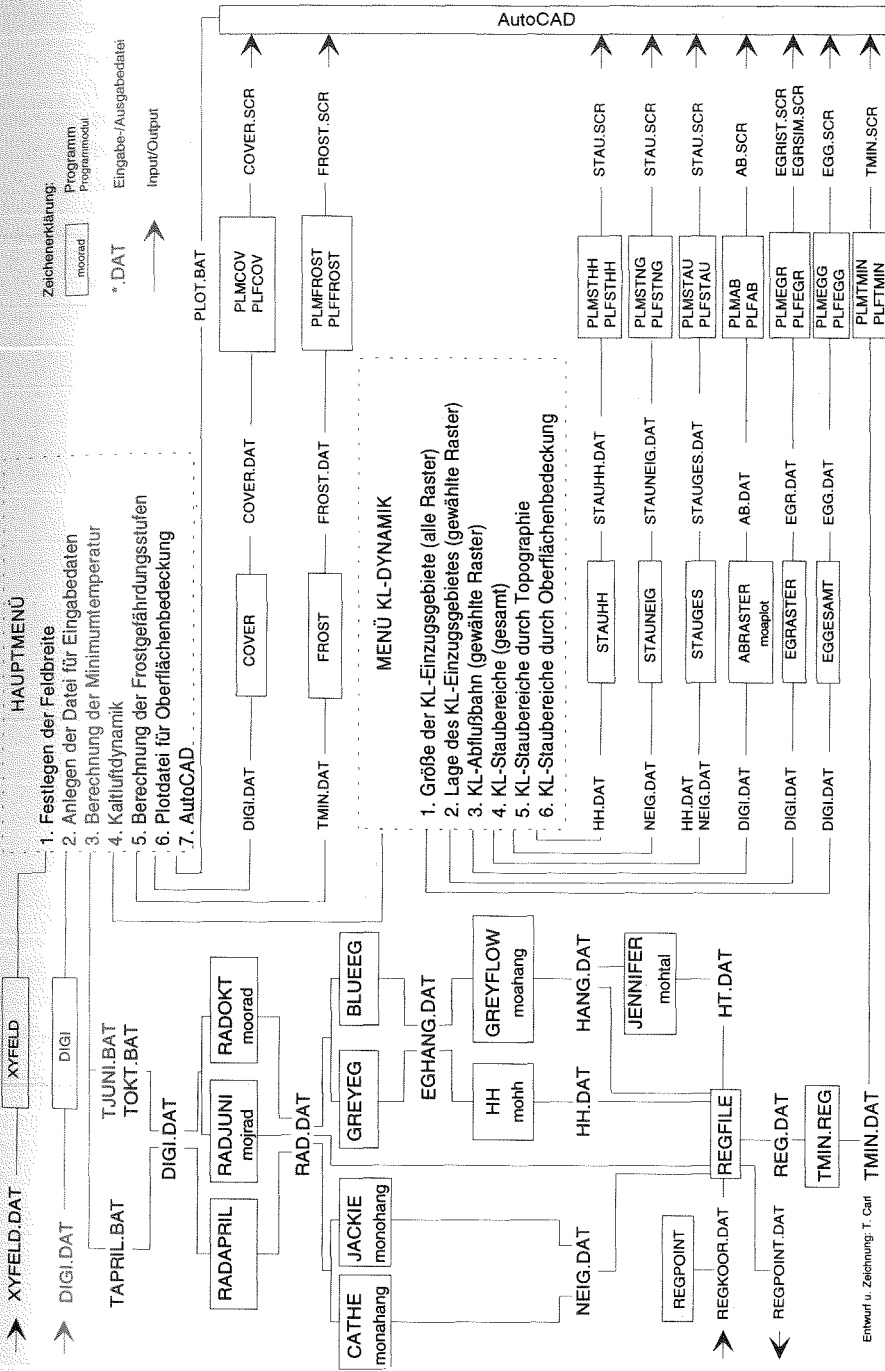 HAUPTMENÜ
XYFELD.DAT
XYFELD
1. Festlegen der Feldbreite
DIGI.DAT
DIGI
2. Anlegen der Datei für Eingabedaten
3. Berechnung der Minimumtemperatur
4. Kaltluftdynamik
5. Berechnung der Frostgefährdungsstufen
6. Plotdatei für Oberflächenbedeckung
7. AutoCAD
Zeichenerklärung:
moorad
Programm
Programmodul
*.DAT
Eingabe-/Ausgabedatei
Input/Output
PLOT.BAT
AutoCAD
TAPRIL.BAT
TJUNI.BAT
TOKT.BAT
DIGI.DAT
RADAPRIL
RADJUNI
mojrad
RADOKT
moorad
RAD.DAT
CATHE
monahang
JACKIE
monohang
GREYEG
BLUEEG
EGHANG.DAT
HH
mohh
GREYFLOW
moahang
NEIG.DAT
HH.DAT
HANG.DAT
JENNIFER
mohtal
HT.DAT
REGPOINT
REGKOOR.DAT
REGFILE
REGPOINT.DAT
REG.DAT
TMIN.REG
TMIN.DAT
DIGI.DAT
COVER
COVER.DAT
PLMCOV
PLFCOV
COVER.SCR
TMIN.DAT
FROST
FROST.DAT
PLMFROST
PLFFROST
FROST.SCR
MENÜ KL-DYNAMIK
1. Größe der KL-Einzugsgebiete (alle Raster)
2. Lage des KL-Einzugsgebietes (gewählte Raster)
3. KL-Abflußbahn (gewählte Raster)
4. KL-Staubereiche (gesamt)
5. KL-Staubereiche durch Topographie
6. KL-Staubereiche durch Oberflächenbedeckung
HH.DAT
STAUHH
STAUHH.DAT
PLMSTHH
PLFSTHH
STAU.SCR
NEIG.DAT
STAUNEIG
STAUNEIG.DAT
PLMSTNG
PLFSTNG
STAU.SCR
HH.DAT
NEIG.DAT
STAUGES
STAUGES.DAT
PLMSTAU
PLFSTAU
STAU.SCR
DIGI.DAT
ABRASTER
moaplot
AB.DAT
PLMAB
PLFAB
AB.SCR
DIGI.DAT
EGRASTER
EGR.DAT
PLMEGR
PLFEGR
EGRIST.SCR
EGRSIM.SCR
DIGI.DAT
EGGESAMT
EGG.DAT
PLMEGG
PLFEGG
EGG.SCR
PLMTMIN
PLFTMIN
TMIN.SCR
Entwurf u. Zeichnung: T. Carl